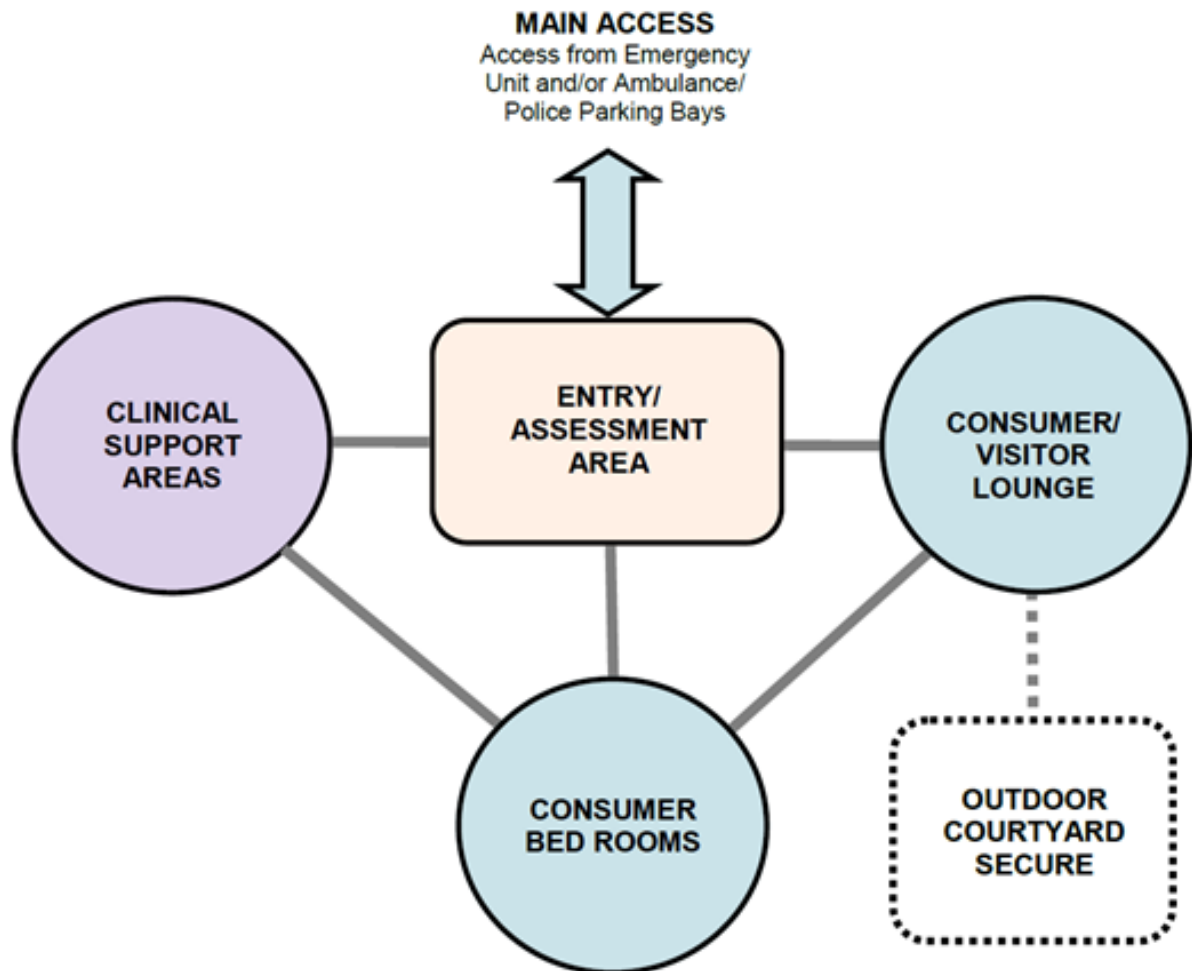 MAIN ACCESS
Access from Emergency
Unit and/or Ambulance/
Police Parking Bays
CLINICAL
SUPPORT
AREAS
ENTRY/
ASSESSMENT
AREA
CONSUMER/
VISITOR
LOUNGE
CONSUMER
BED ROOMS
OUTDOOR
COURTYARD
SECURE